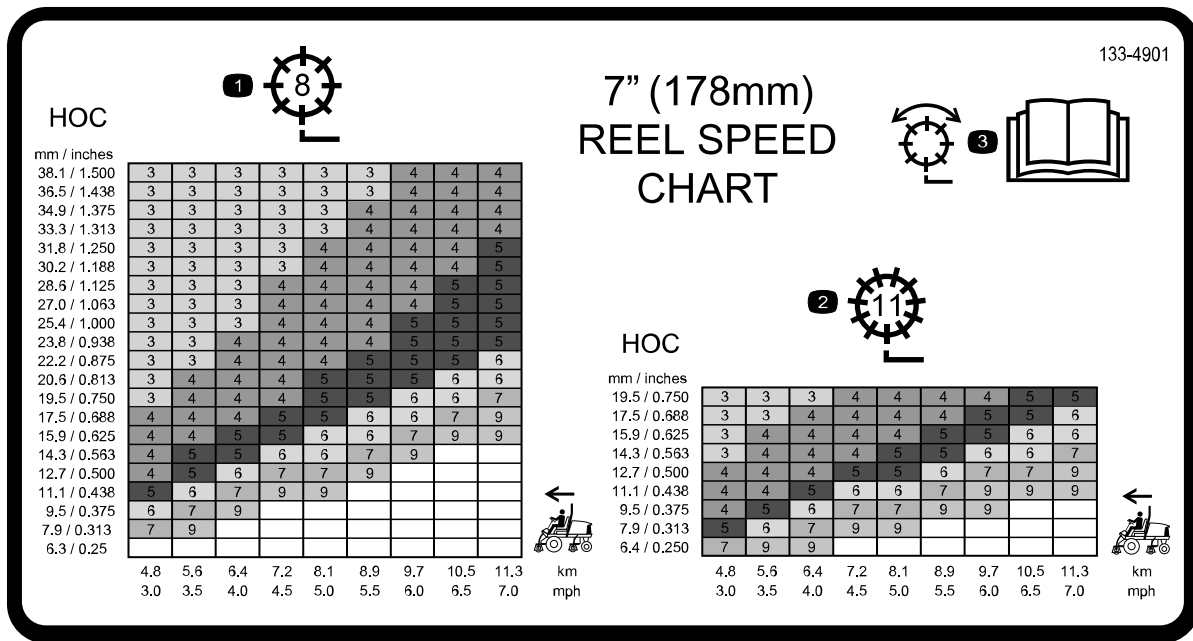 133-4901
7” (178mm)
REEL SPEED
CHART
1
8
HOC
mm / inches
38.1 / 1.500 3 3 3 3 3 3 4 4 4
36.5 / 1.438 3 3 3 3 3 3 4 4 4
34.9 / 1.375 3 3 3 3 3 4 4 4 4
33.3 / 1.313 3 3 3 3 3 4 4 4 4
31.8 / 1.250 3 3 3 3 4 4 4 4 5
30.2 / 1.188 3 3 3 3 4 4 4 4 5
28.6 / 1.125 3 3 3 4 4 4 4 5 5
27.0 / 1.063 3 3 3 4 4 4 4 5 5
25.4 / 1.000 3 3 3 4 4 4 5 5 5
23.8 / 0.938 3 3 4 4 4 4 5 5 5
22.2 / 0.875 3 3 4 4 4 5 5 5 6
20.6 / 0.813 3 4 4 4 5 5 5 6 6
19.5 / 0.750 3 4 4 4 5 5 6 6 7
17.5 / 0.688 4 4 4 5 5 6 6 7 9
15.9 / 0.625 4 4 5 5 6 6 7 9 9
14.3 / 0.563 4 5 5 6 6 7 9
12.7 / 0.500 4 5 6 7 7 9
11.1 / 0.438 5 6 7 9 9
9.5 / 0.375 6 7 9
7.9 / 0.313 7 9
6.3 / 0.25
4.8 5.6 6.4 7.2 8.1 8.9 9.7 10.5 11.3 km
3.0 3.5 4.0 4.5 5.0 5.5 6.0 6.5 7.0 mph
3
2
11
HOC
mm / inches
19.5 / 0.750 3 3 3 4 4 4 4 5 5
17.5 / 0.688 3 3 4 4 4 4 5 5 6
15.9 / 0.625 3 4 4 4 4 5 5 6 6
14.3 / 0.563 3 4 4 4 5 5 6 6 7
12.7 / 0.500 4 4 4 5 5 6 7 7 9
11.1 / 0.438 4 4 5 6 6 7 9 9 9
9.5 / 0.375 4 5 6 7 7 9 9
7.9 / 0.313 5 6 7 9 9
6.4 / 0.250 7 9 9
4.8 5.6 6.4 7.2 8.1 8.9 9.7 10.5 11.3 km
3.0 3.5 4.0 4.5 5.0 5.5 6.0 6.5 7.0 mph